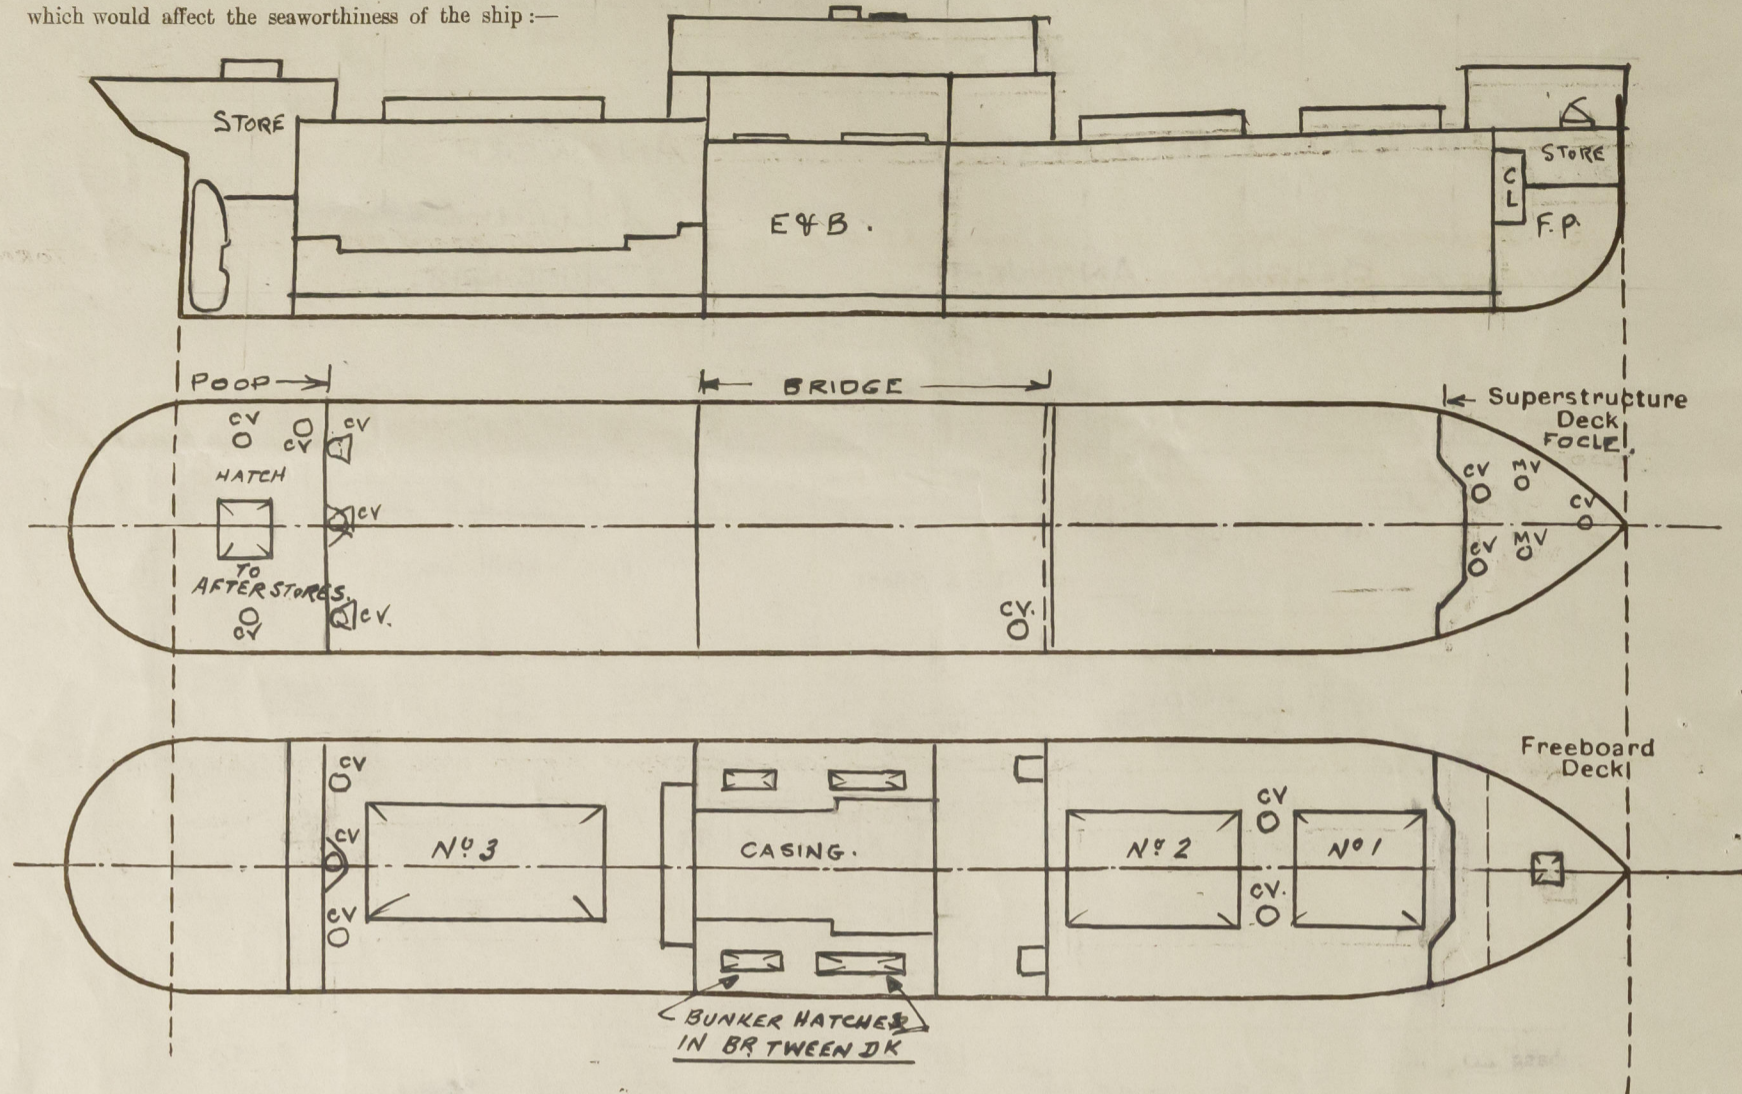 which would affect the seaworthiness of the ship :—
STORE
E & B.
C
L
STORE
F.P.
POOP
BRIDGE
Superstructure
Deck
FOCLE.
CV
CV
CV
HATCH
CV
TO
AFTER STORES.
CV
CV.
CV.
CV
MV
CV
CV
MV
Freeboard
Deck
CV
CV
CV
No 3
CASING.
No 2
CV
CV.
No 1
BUNKER HATCHES
IN BR TWEEN DK